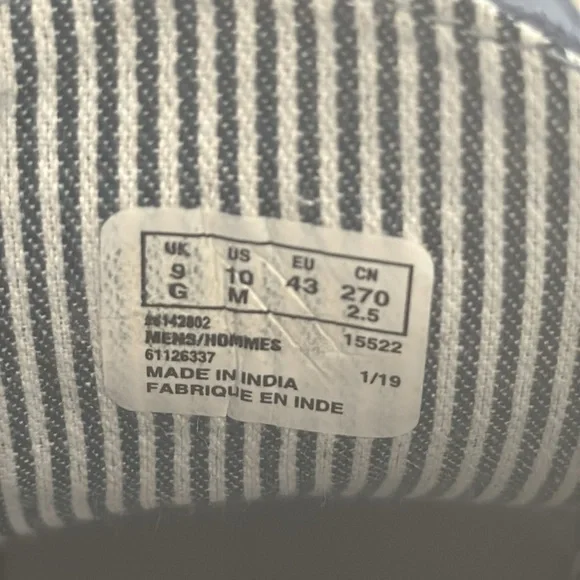 UK US EU CN
9 10 43 270
G M 2.5
#6142802 15522
MENS/HOMMES
61126337
MADE IN INDIA 1/19
FABRIQUE EN INDE